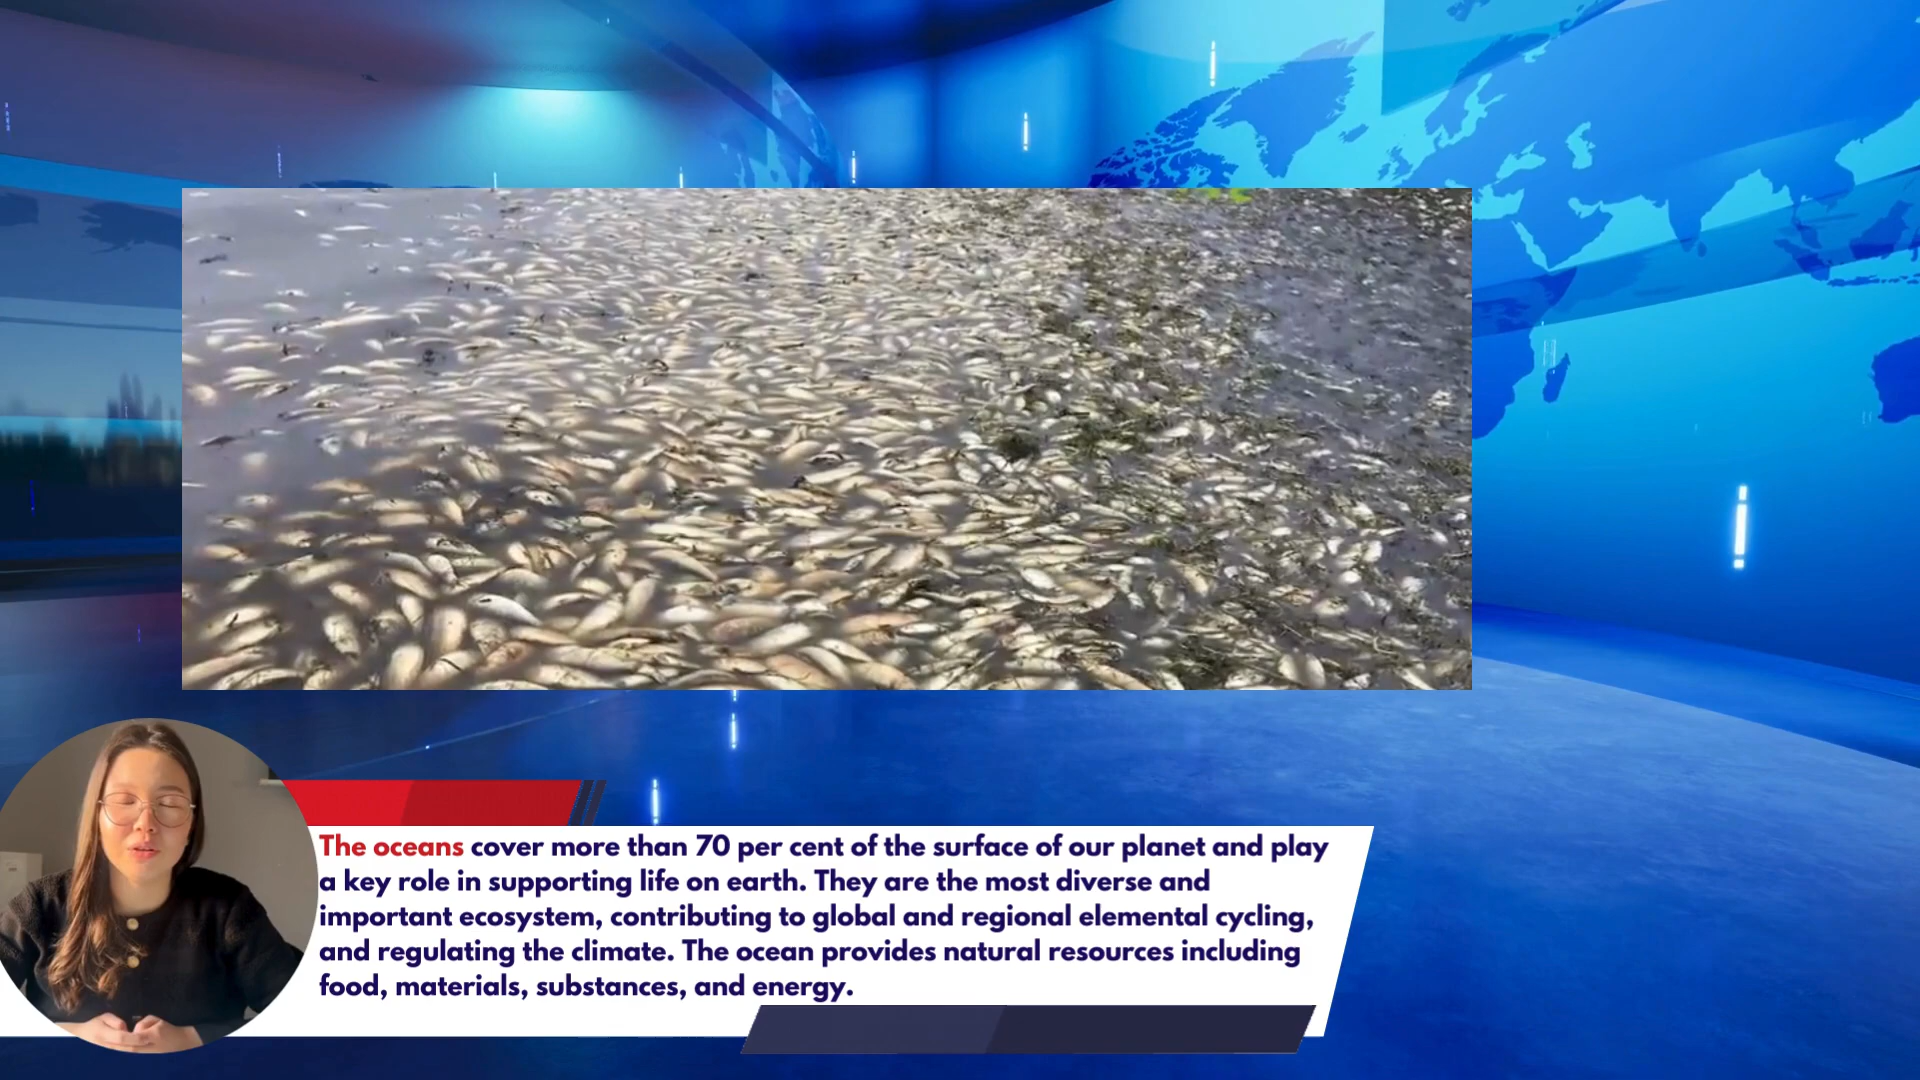 The oceans cover more than 70 per cent of the surface of our planet and play
a key role in supporting life on earth. They are the most diverse and
important ecosystem, contributing to global and regional elemental cycling,
and regulating the climate. The ocean provides natural resources including
food, materials, substances, and energy.